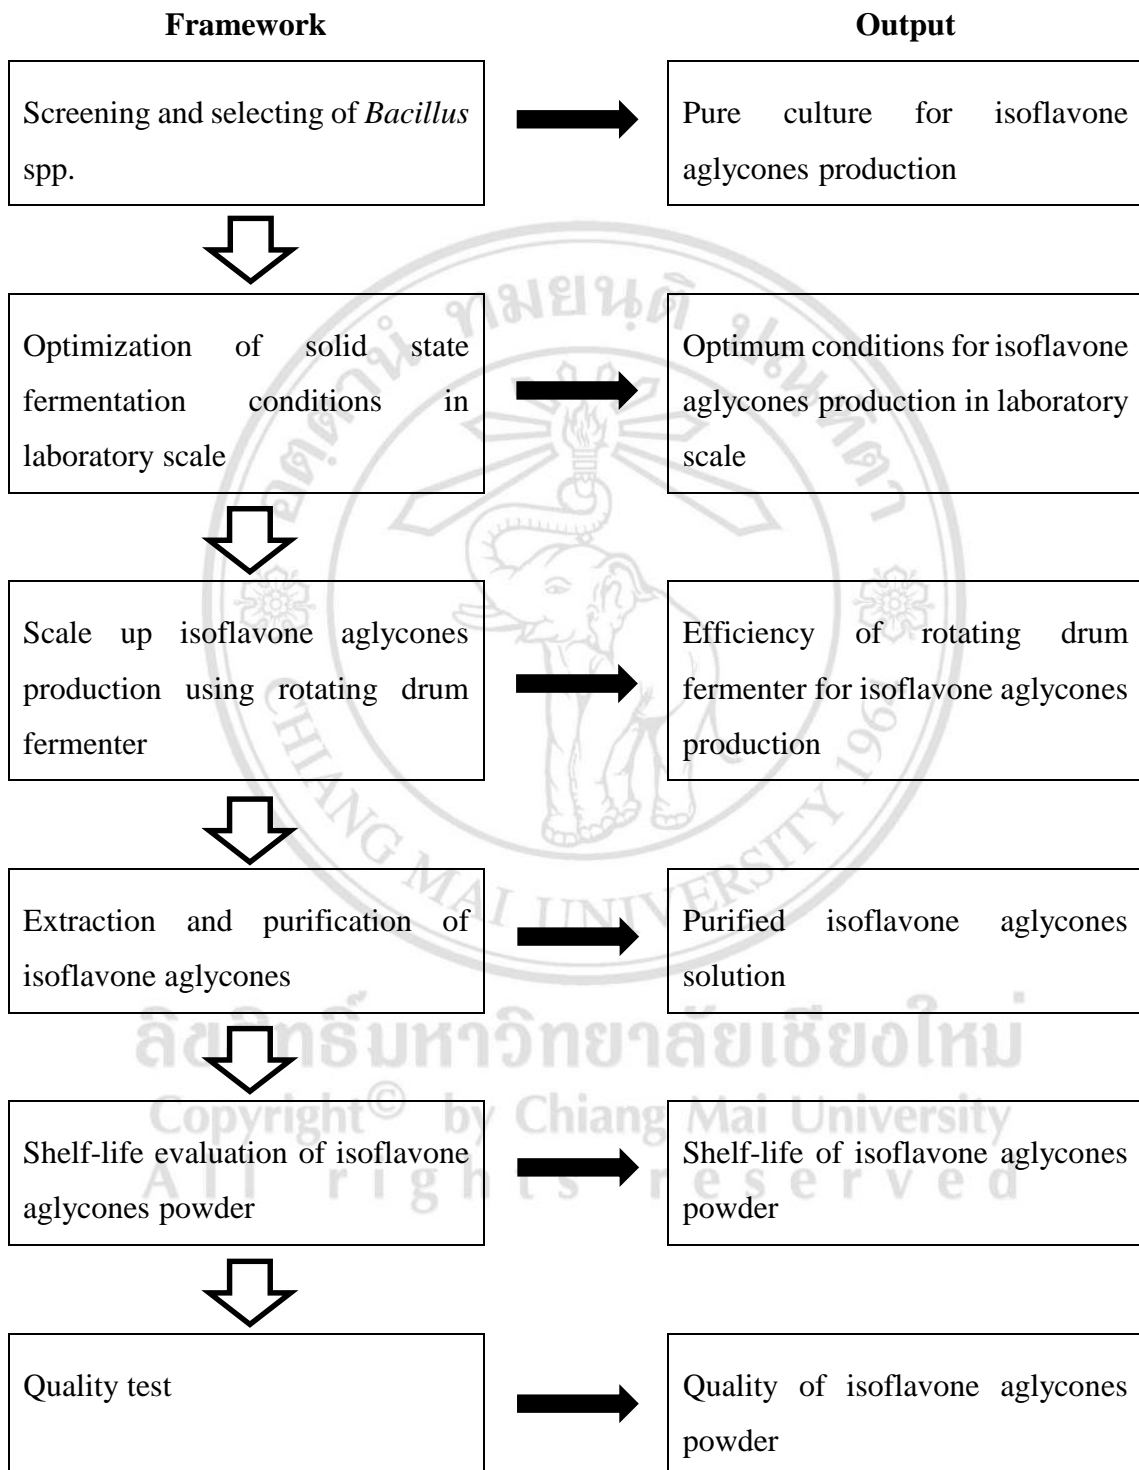 Framework
Output
Screening and selecting of Bacillus
spp.
Pure culture for isoflavone
aglycones production
Optimization of solid state
fermentation conditions in
laboratory scale
Optimum conditions for isoflavone
aglycones production in laboratory
scale
Scale up isoflavone aglycones
production using rotating drum
fermenter
Efficiency of rotating drum
fermenter for isoflavone aglycones
production
Extraction and purification of
isoflavone aglycones
Purified isoflavone aglycones
solution
Shelf-life evaluation of isoflavone
aglycones powder
Shelf-life of isoflavone aglycones
powder
Quality test
Quality of isoflavone aglycones
powder
CHIANG MAI UNIVERSITY 1964
ลิขสิทธิ์มหาวิทยาลัยเชียงใหม่
Copyright© by Chiang Mai University
All rights reserved